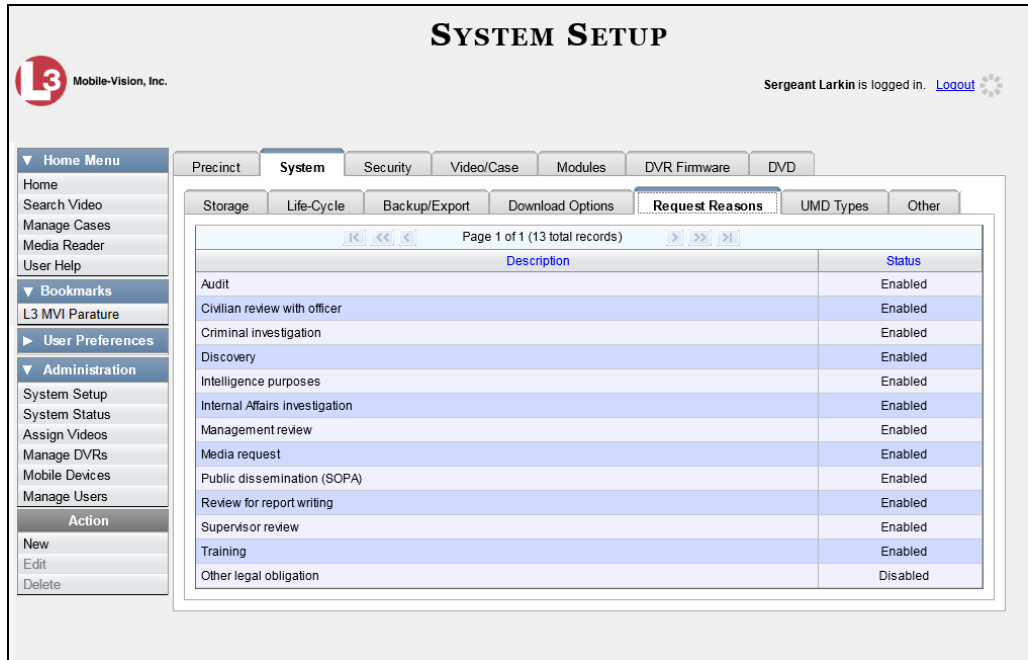 SYSTEM SETUP
L3 Mobile-Vision, Inc.
Sergeant Larkin is logged in. Logout
▼ Home Menu
Home
Search Video
Manage Cases
Media Reader
User Help
▼ Bookmarks
L3 MVI Parature
▶ User Preferences
▼ Administration
System Setup
System Status
Assign Videos
Manage DVRs
Mobile Devices
Manage Users
Action
New
Edit
Delete
Precinct System Security Video/Case Modules DVR Firmware DVD
Storage Life-Cycle Backup/Export Download Options Request Reasons UMD Types Other
|< << < Page 1 of 1 (13 total records) > >> >|
Description Status
Audit Enabled
Civilian review with officer Enabled
Criminal investigation Enabled
Discovery Enabled
Intelligence purposes Enabled
Internal Affairs investigation Enabled
Management review Enabled
Media request Enabled
Public dissemination (SOPA) Enabled
Review for report writing Enabled
Supervisor review Enabled
Training Enabled
Other legal obligation Disabled